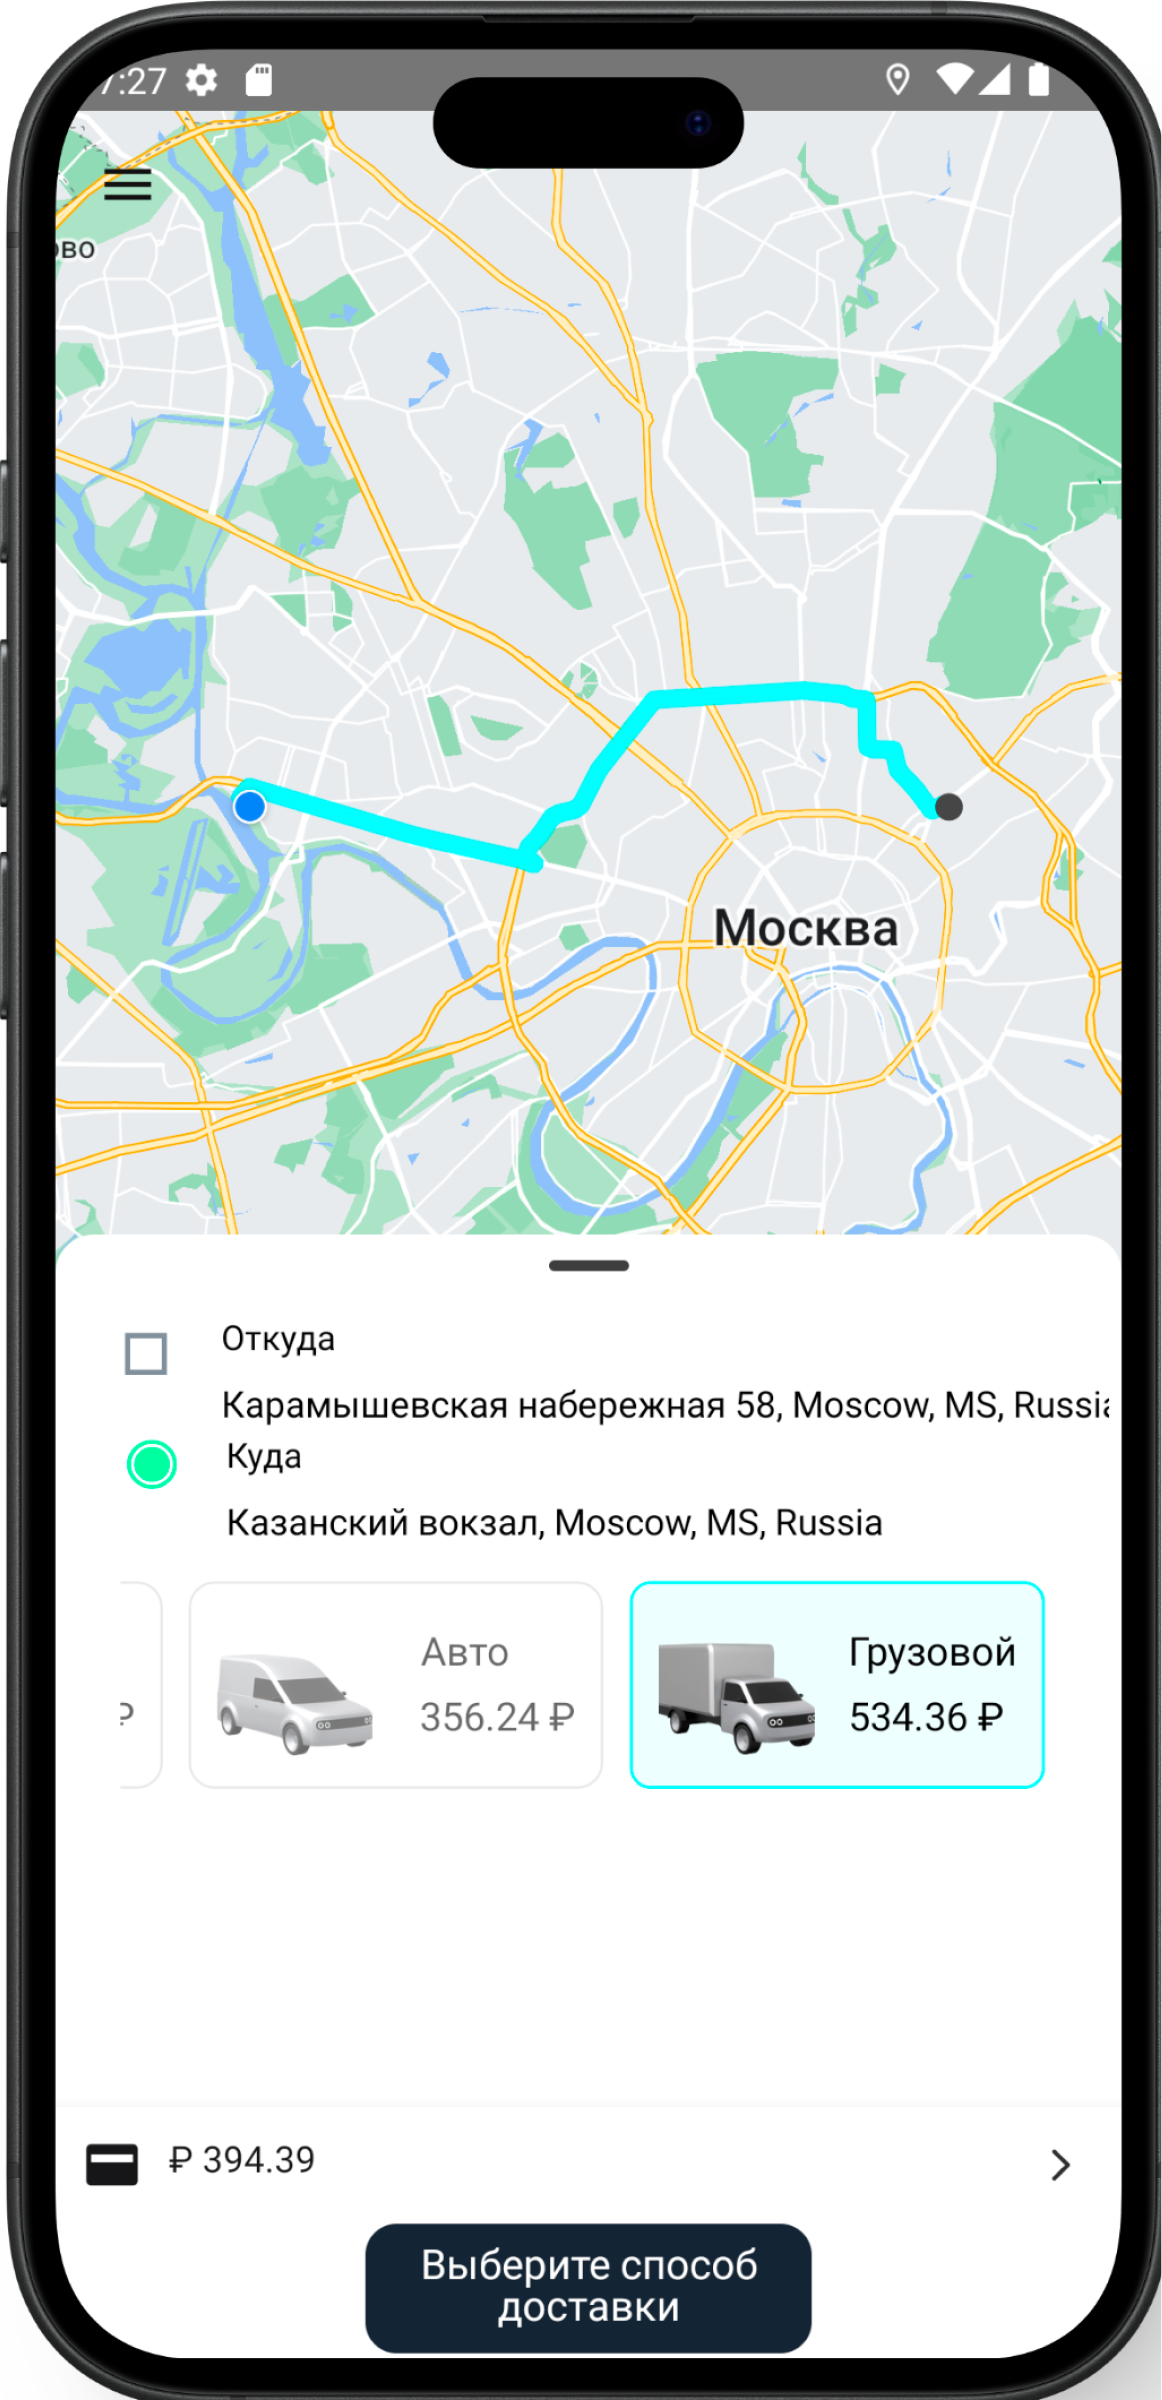 7:27
ово
Москва
Откуда
Карамышевская набережная 58, Moscow, MS, Russia
Куда
Казанский вокзал, Moscow, MS, Russia
₽
Авто
356.24 ₽
Грузовой
534.36 ₽
₽ 394.39
Выберите способ
доставки